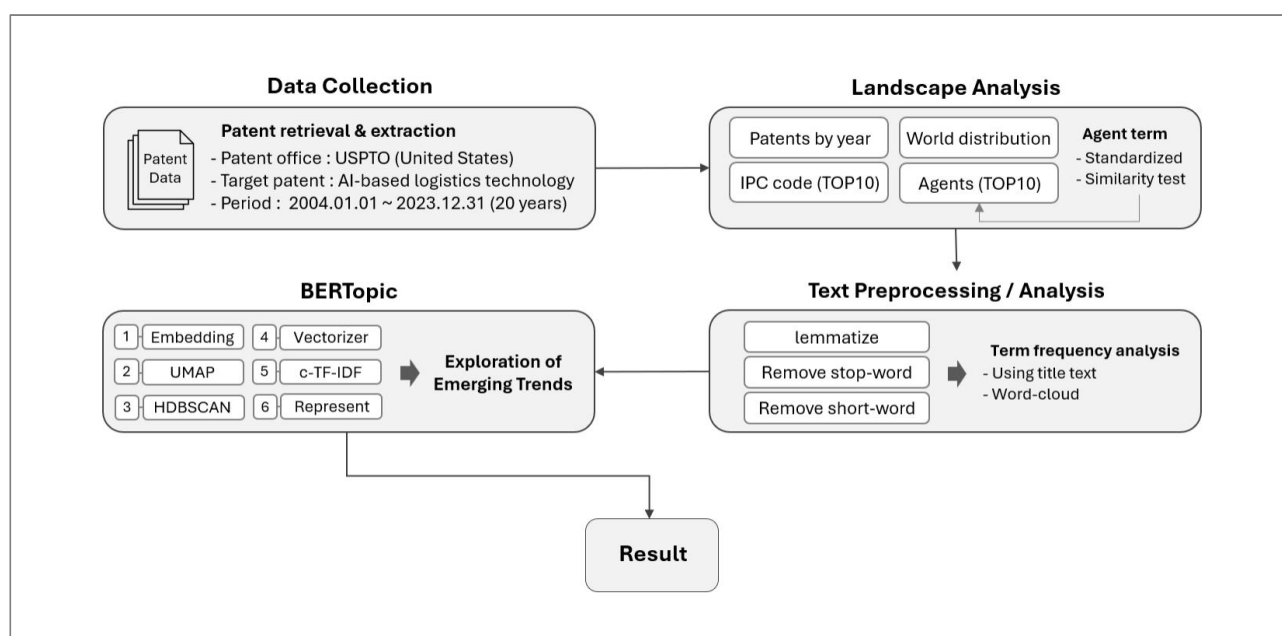 Data Collection
Patent Data
Patent retrieval & extraction
- Patent office : USPTO (United States)
- Target patent : AI-based logistics technology
- Period : 2004.01.01 ~ 2023.12.31 (20 years)
Landscape Analysis
Patents by year
World distribution
IPC code (TOP10)
Agents (TOP10)
Agent term
- Standardized
- Similarity test
BERTopic
1 Embedding
2 UMAP
3 HDBSCAN
4 Vectorizer
5 c-TF-IDF
6 Represent
Exploration of
Emerging Trends
Text Preprocessing / Analysis
lemmatize
Remove stop-word
Remove short-word
Term frequency analysis
- Using title text
- Word-cloud
Result